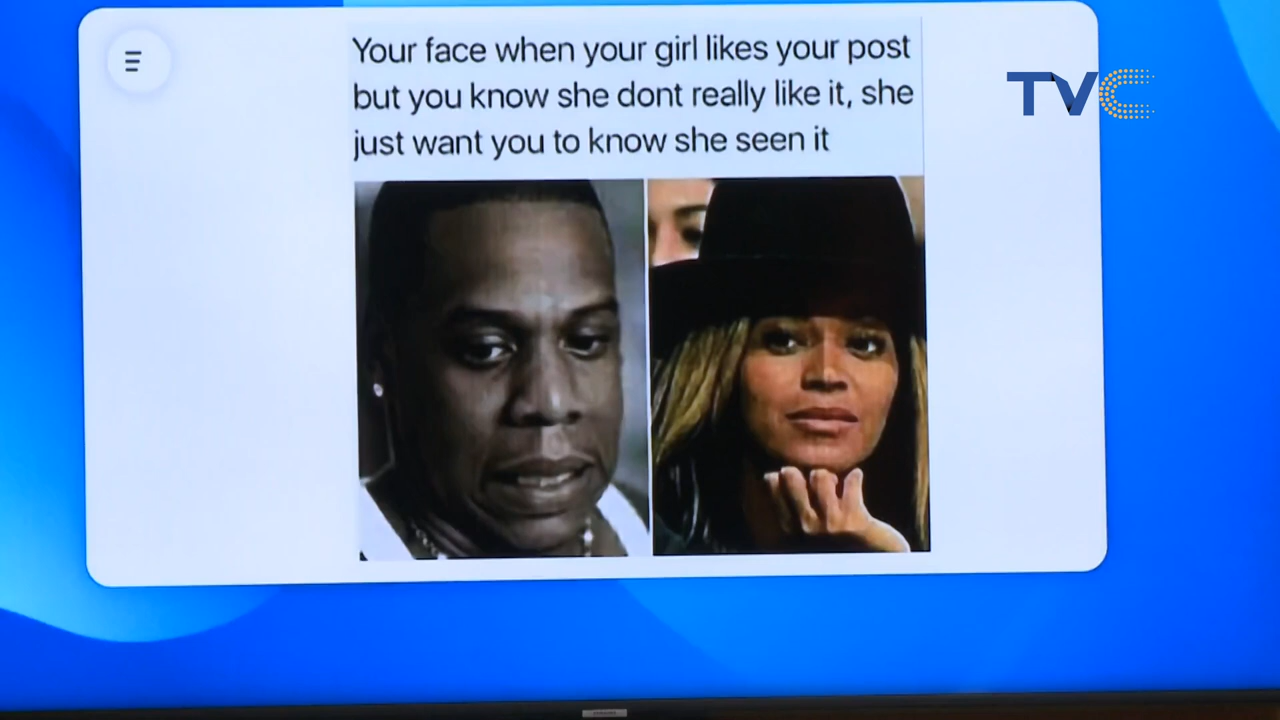 Your face when your girl likes your post
but you know she dont really like it, she
just want you to know she seen it
TVC